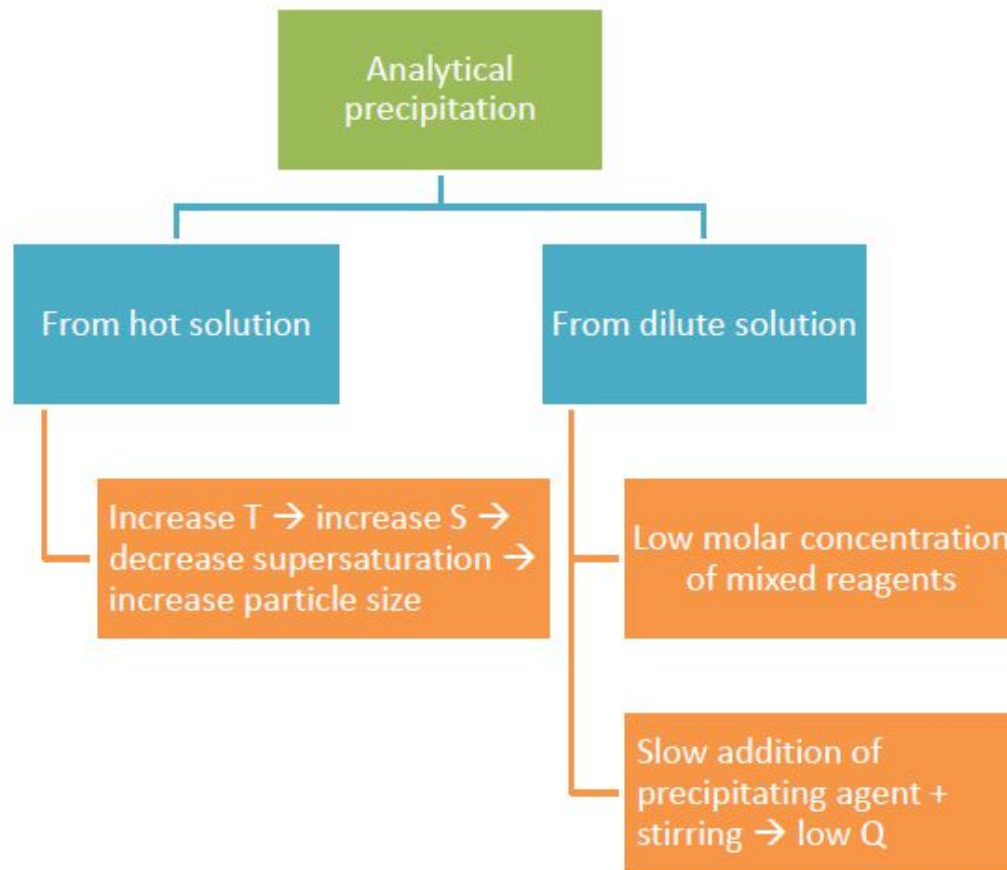 Analytical
precipitation
From hot solution
From dilute solution
Increase T → increase S →
decrease supersaturation →
increase particle size
Low molar concentration
of mixed reagents
Slow addition of
precipitating agent +
stirring → low Q